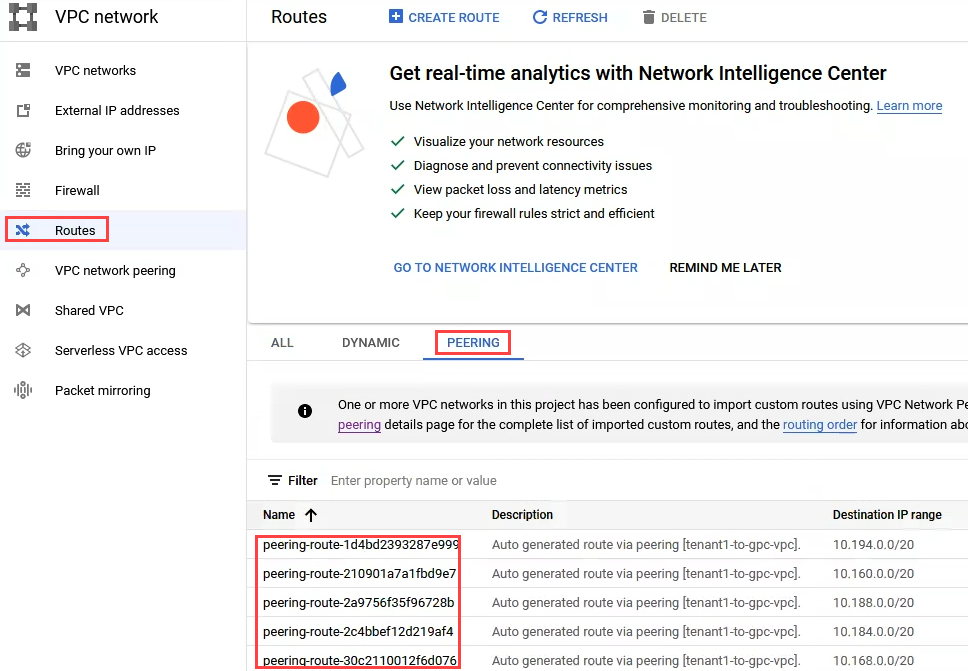 VPC network
Routes
CREATE ROUTE
REFRESH
DELETE
VPC networks
External IP addresses
Bring your own IP
Firewall
Routes
VPC network peering
Shared VPC
Serverless VPC access
Packet mirroring
Get real-time analytics with Network Intelligence Center
Use Network Intelligence Center for comprehensive monitoring and troubleshooting. Learn more
Visualize your network resources
Diagnose and prevent connectivity issues
View packet loss and latency metrics
Keep your firewall rules strict and efficient
GO TO NETWORK INTELLIGENCE CENTER REMIND ME LATER
ALL DYNAMIC PEERING
One or more VPC networks in this project has been configured to import custom routes using VPC Network Pe
peering details page for the complete list of imported custom routes, and the routing order for information abo
Filter Enter property name or value
Name Description Destination IP range
peering-route-1d4bd2393287e999 Auto generated route via peering [tenant1-to-gpc-vpc]. 10.194.0.0/20
peering-route-210901a7a1fbd9e7 Auto generated route via peering [tenant1-to-gpc-vpc]. 10.160.0.0/20
peering-route-2a9756f35f96728b Auto generated route via peering [tenant1-to-gpc-vpc]. 10.188.0.0/20
peering-route-2c4bbef12d219af4 Auto generated route via peering [tenant1-to-gpc-vpc]. 10.184.0.0/20
peering-route-30c2110012f6d076 Auto generated route via peering [tenant1-to-gpc-vpc]. 10.168.0.0/20